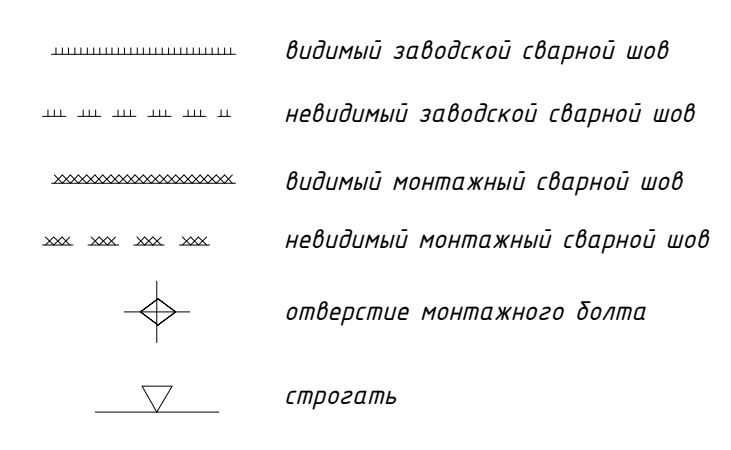 видимый заводской сварной шов
невидимый заводской сварной шов
видимый монтажный сварной шов
невидимый монтажный сварной шов
отверстие монтажного болта
строгать